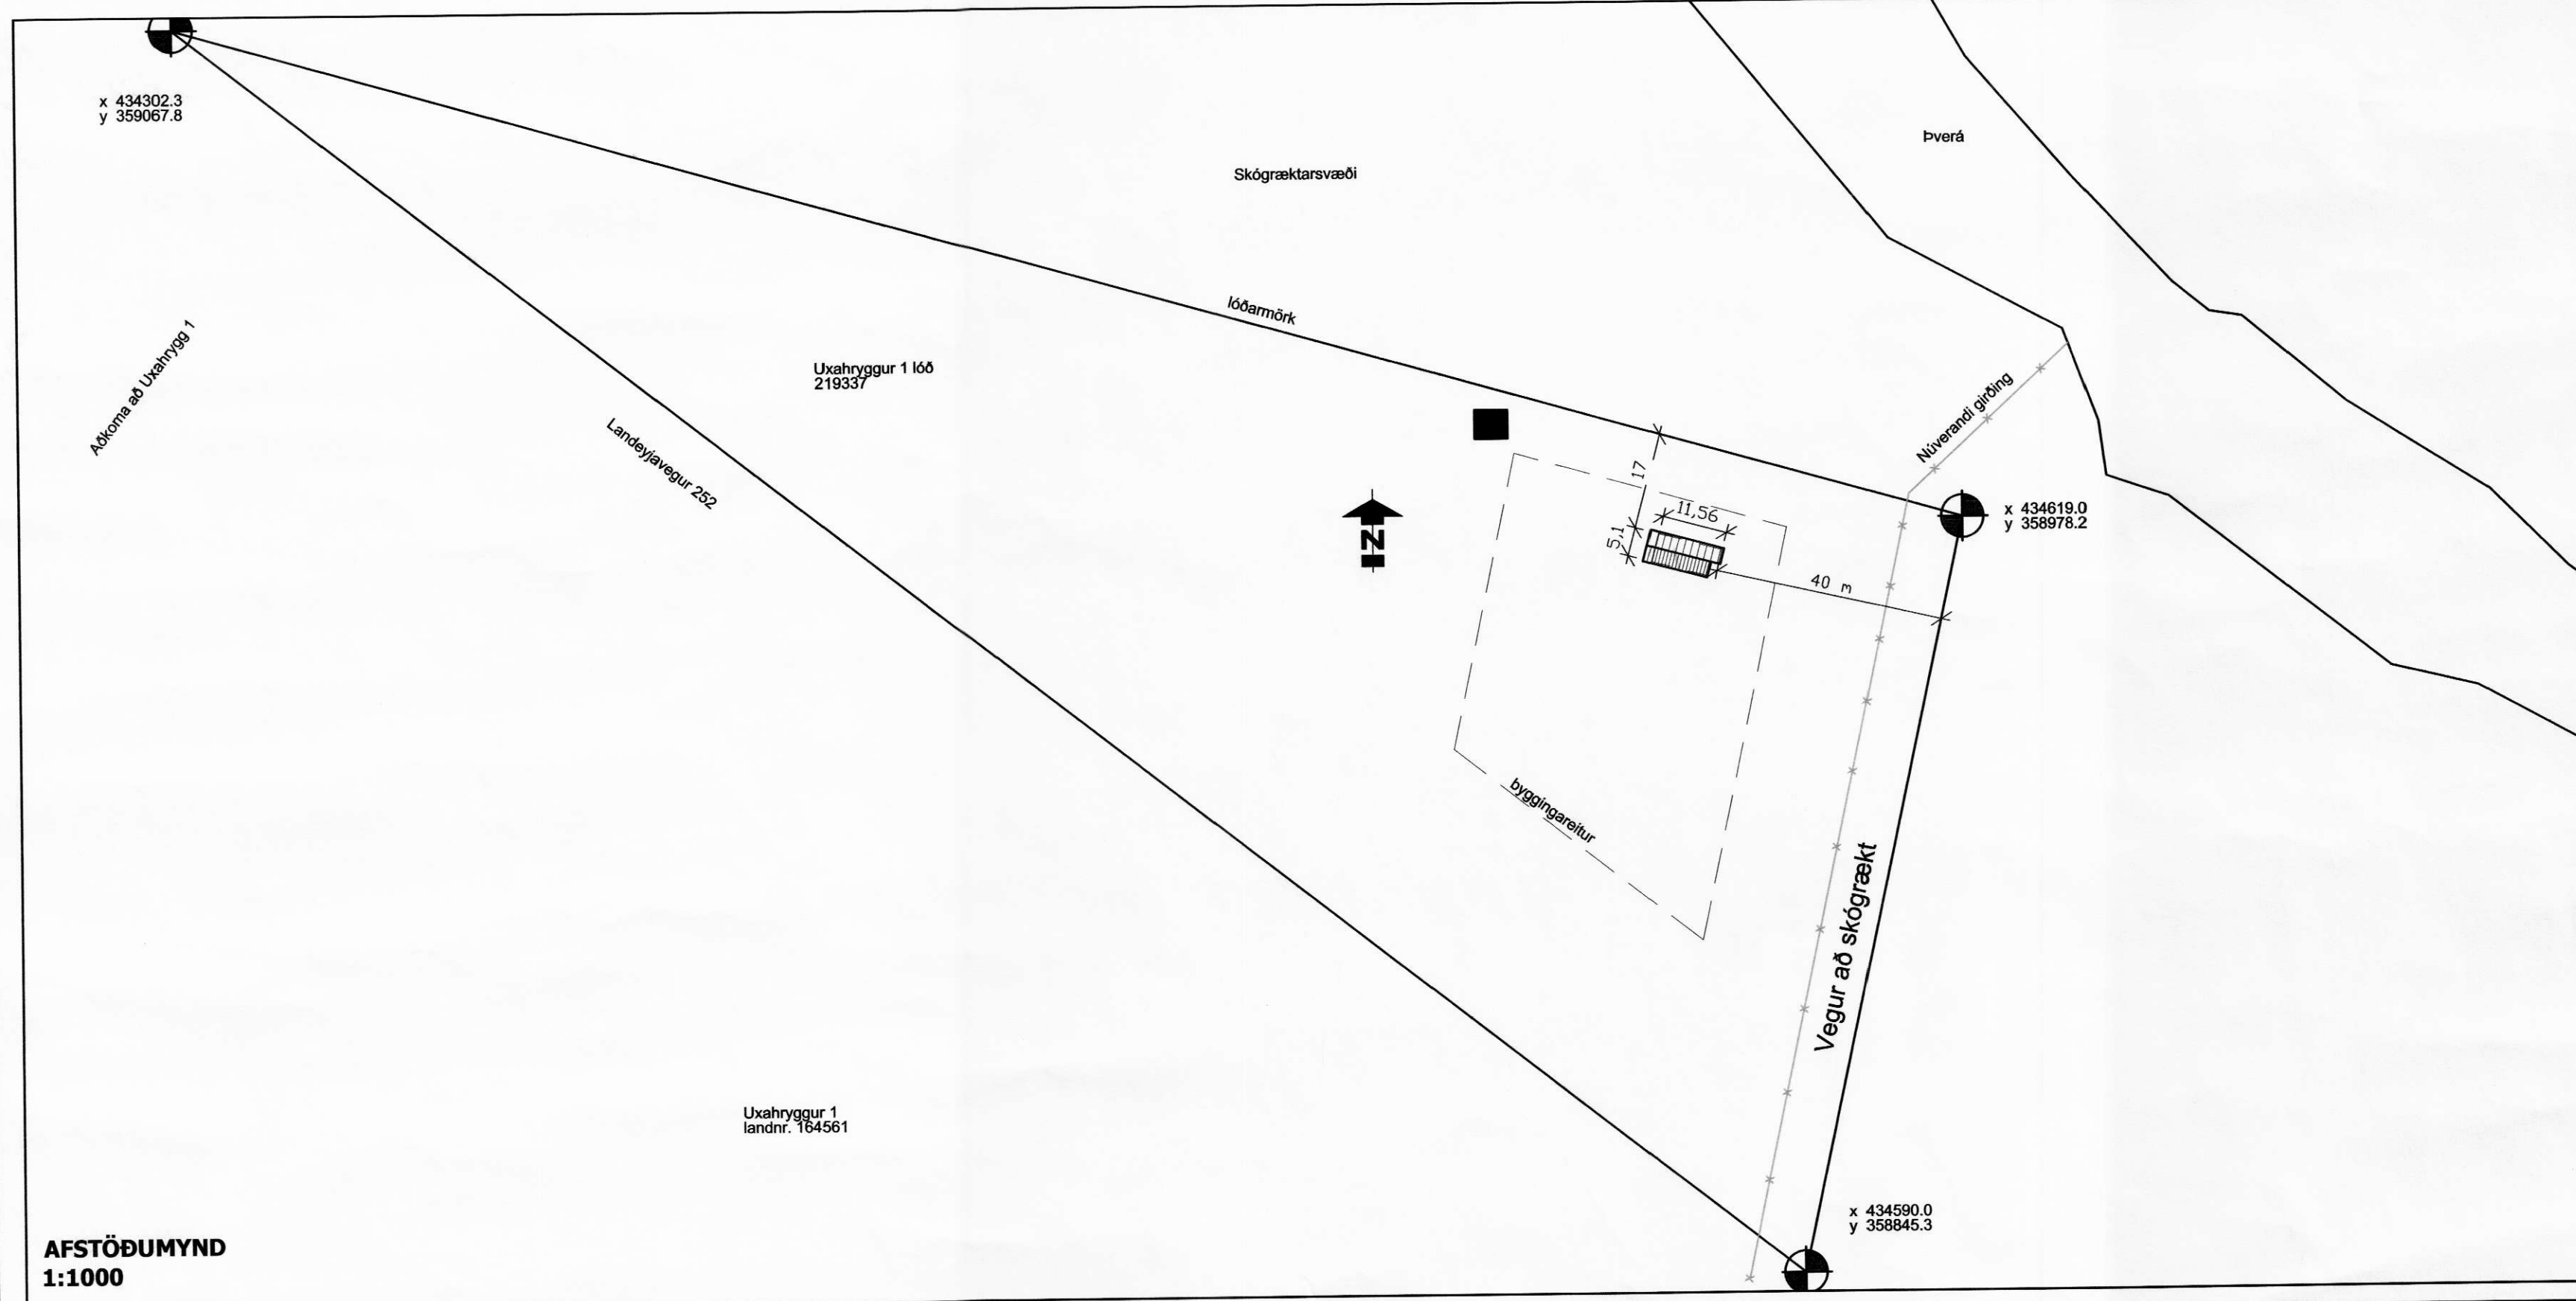 x 434302.3
y 359067.8
Þverá
Skógræktarsvæði
lóðarmörk
Aðkoma að Uxahrygg 1
Uxahryggur 1 lóð
219337
Landeyjavegur 252
Núverandi girðing
17
11,56
5,1
N
x 434619.0
y 358978.2
40 m
byggingareitur
Vegur að skógrækt
Uxahryggur 1
landnr. 164561
x 434590.0
y 358845.3
AFSTÖÐUMYND
1:1000